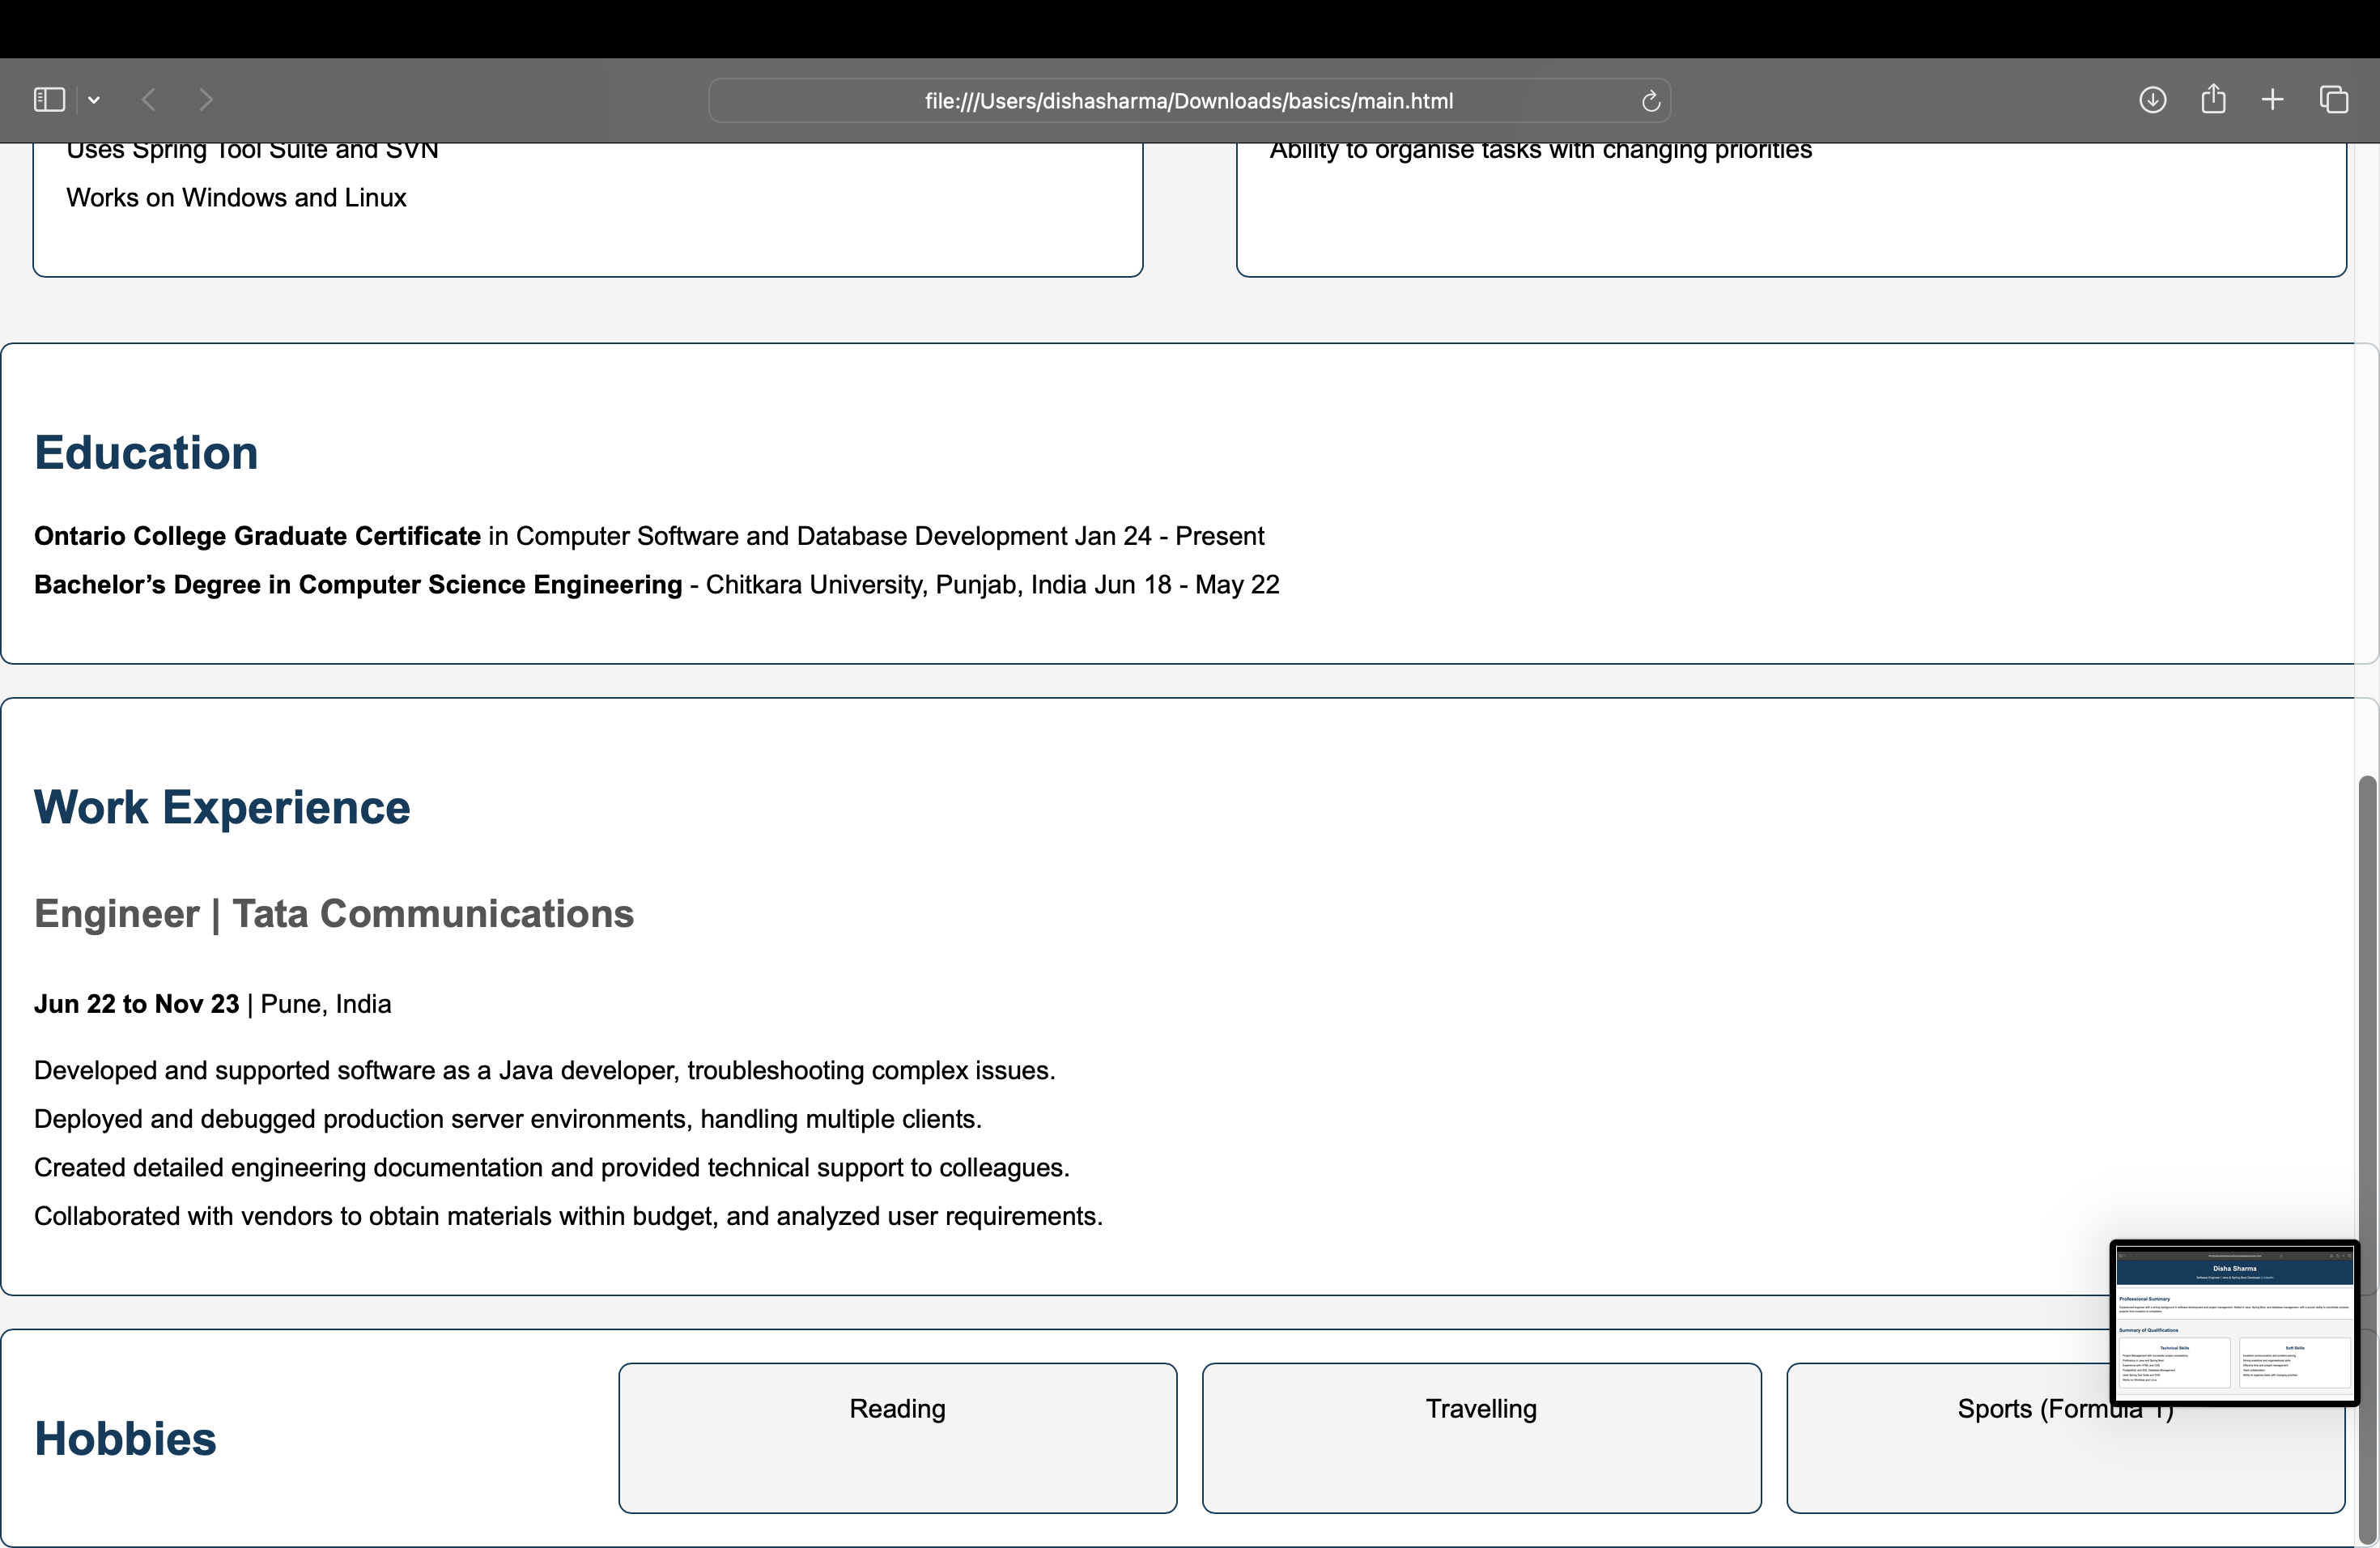 file:///Users/dishasharma/Downloads/basics/main.html
Uses Spring Tool Suite and SVN
Works on Windows and Linux
Ability to organise tasks with changing priorities
Education
Ontario College Graduate Certificate in Computer Software and Database Development Jan 24 - Present
Bachelor’s Degree in Computer Science Engineering - Chitkara University, Punjab, India Jun 18 - May 22
Work Experience
Engineer | Tata Communications
Jun 22 to Nov 23 | Pune, India
Developed and supported software as a Java developer, troubleshooting complex issues.
Deployed and debugged production server environments, handling multiple clients.
Created detailed engineering documentation and provided technical support to colleagues.
Collaborated with vendors to obtain materials within budget, and analyzed user requirements.
Hobbies
Reading
Travelling
Sports (Formula 1)
Disha Sharma
Professional Summary
Summary of Qualifications
Technical Skills
Soft Skills